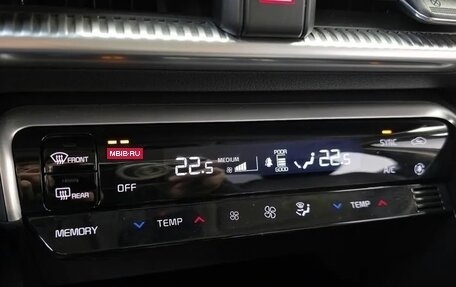 FRONT
MBIB.RU
22.5
MEDIUM
POOR
GOOD
22.5
SYNC
A/C
REAR
OFF
MEMORY
TEMP
TEMP